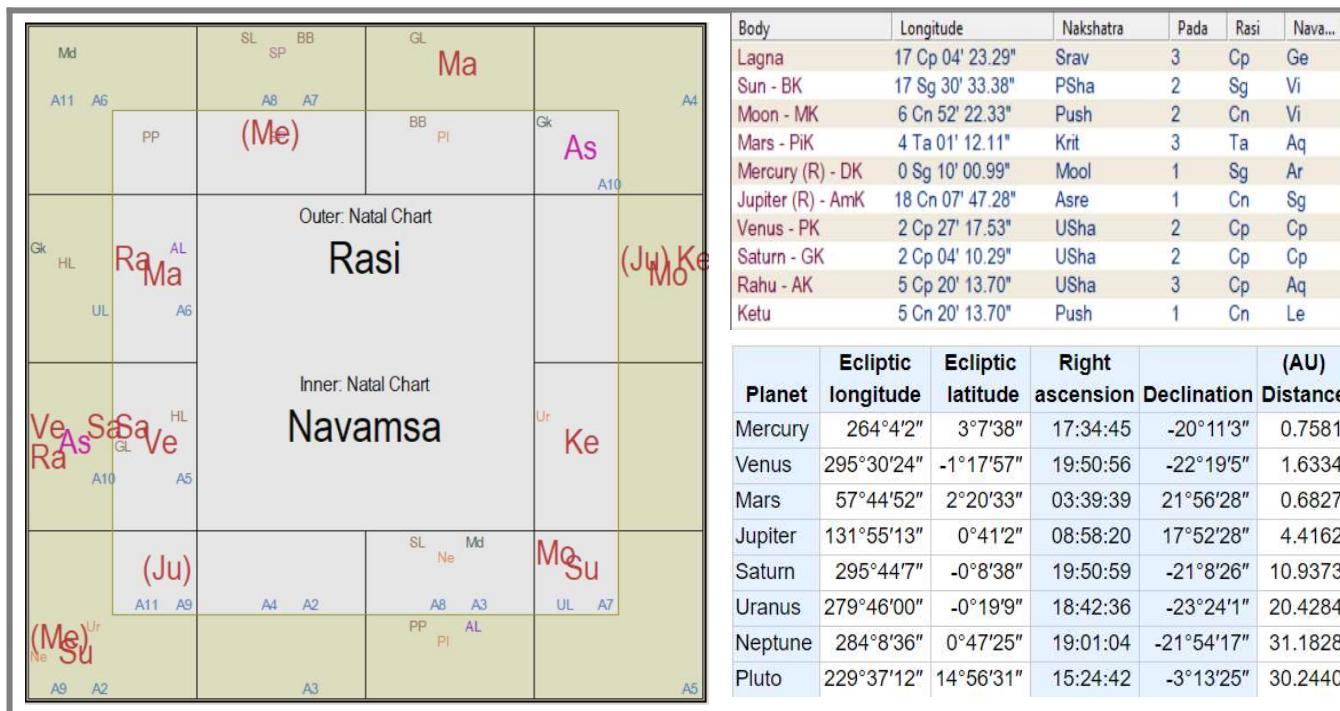 Md
A11 A6
SL BB
SP
A8 A7
GL
Ma
A4
PP
(Me)
BB
Pl
Gk
As
A10
Gk
HL
UL
Ra
Ma
AL
A6
Outer: Natal Chart
Rasi
(Ju) Ke
Mo
Inner: Natal Chart
Navamsa
Ve
As
Sa
Ra
A10
Sa
Ve
HL
GL
A5
Ur
Ke
(Ju)
A11 A9
A4 A2
SL Md
Ne
A8 A3
Mo
Su
UL A7
(Me)
Ur
Su
Ne
A9 A2
A3
PP AL
Pl
A5
Body Longitude Nakshatra Pada Rasi Nava...
Lagna 17 Cp 04' 23.29" Srav 3 Cp Ge
Sun - BK 17 Sg 30' 33.38" PSha 2 Sg Vi
Moon - MK 6 Cn 52' 22.33" Push 2 Cn Vi
Mars - PiK 4 Ta 01' 12.11" Krit 3 Ta Aq
Mercury (R) - DK 0 Sg 10' 00.99" Mool 1 Sg Ar
Jupiter (R) - AmK 18 Cn 07' 47.28" Asre 1 Cn Sg
Venus - PK 2 Cp 27' 17.53" USha 2 Cp Cp
Saturn - GK 2 Cp 04' 10.29" USha 2 Cp Cp
Rahu - AK 5 Cp 20' 13.70" USha 3 Cp Aq
Ketu 5 Cn 20' 13.70" Push 1 Cn Le
Ecliptic Ecliptic Right (AU)
Planet longitude latitude ascension Declination Distance
Mercury 264°4′2″ 3°7′38″ 17:34:45 -20°11′3″ 0.7581
Venus 295°30′24″ -1°17′57″ 19:50:56 -22°19′5″ 1.6334
Mars 57°44′52″ 2°20′33″ 03:39:39 21°56′28″ 0.6827
Jupiter 131°55′13″ 0°41′2″ 08:58:20 17°52′28″ 4.4162
Saturn 295°44′7″ -0°8′38″ 19:50:59 -21°8′26″ 10.9373
Uranus 279°46′00″ -0°19′9″ 18:42:36 -23°24′1″ 20.4284
Neptune 284°8′36″ 0°47′25″ 19:01:04 -21°54′17″ 31.1828
Pluto 229°37′12″ 14°56′31″ 15:24:42 -3°13′25″ 30.2440